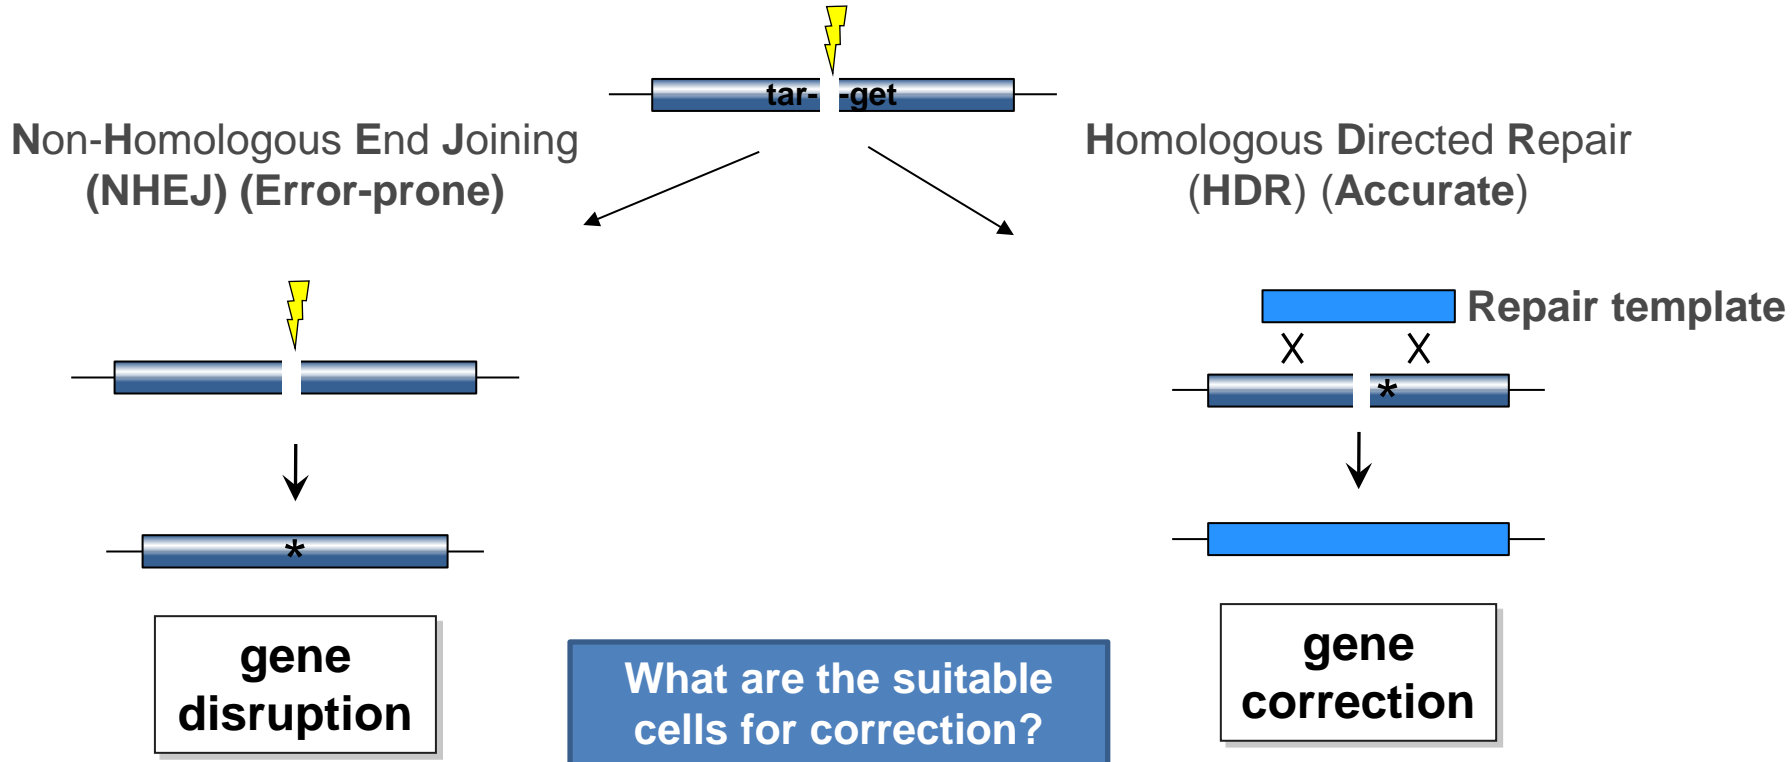 tar- -get
Non-Homologous End Joining
(NHEJ) (Error-prone)
Homologous Directed Repair
(HDR) (Accurate)
Repair template
X X
*
*
gene
disruption
What are the suitable
cells for correction?
gene
correction